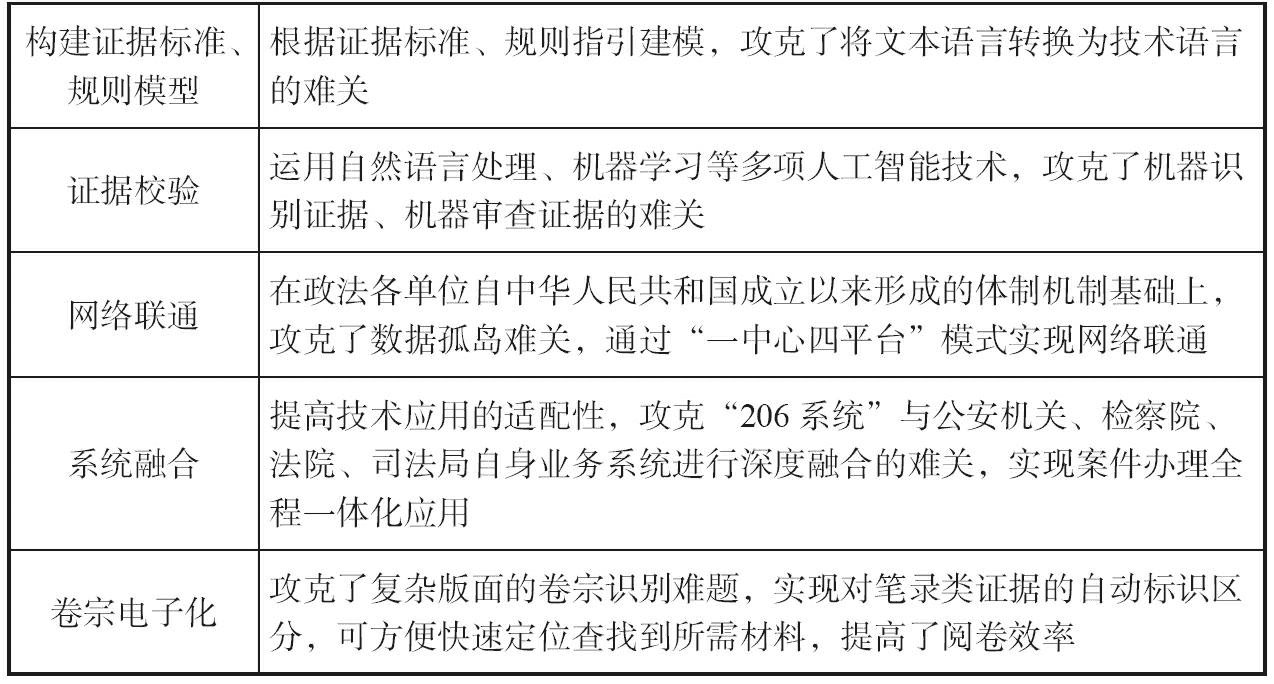 构建证据标准、
规则模型
根据证据标准、规则指引建模，攻克了将文本语言转换为技术语言
的难关
证据校验
运用自然语言处理、机器学习等多项人工智能技术，攻克了机器识
别证据、机器审查证据的难关
网络联通
在政法各单位自中华人民共和国成立以来形成的体制机制基础上，
攻克了数据孤岛难关，通过“一中心四平台”模式实现网络联通
系统融合
提高技术应用的适配性，攻克“206 系统”与公安机关、检察院、
法院、司法局自身业务系统进行深度融合的难关，实现案件办理全
程一体化应用
卷宗电子化
攻克了复杂版面的卷宗识别难题，实现对笔录类证据的自动标识区
分，可方便快速定位查找到所需材料，提高了阅卷效率